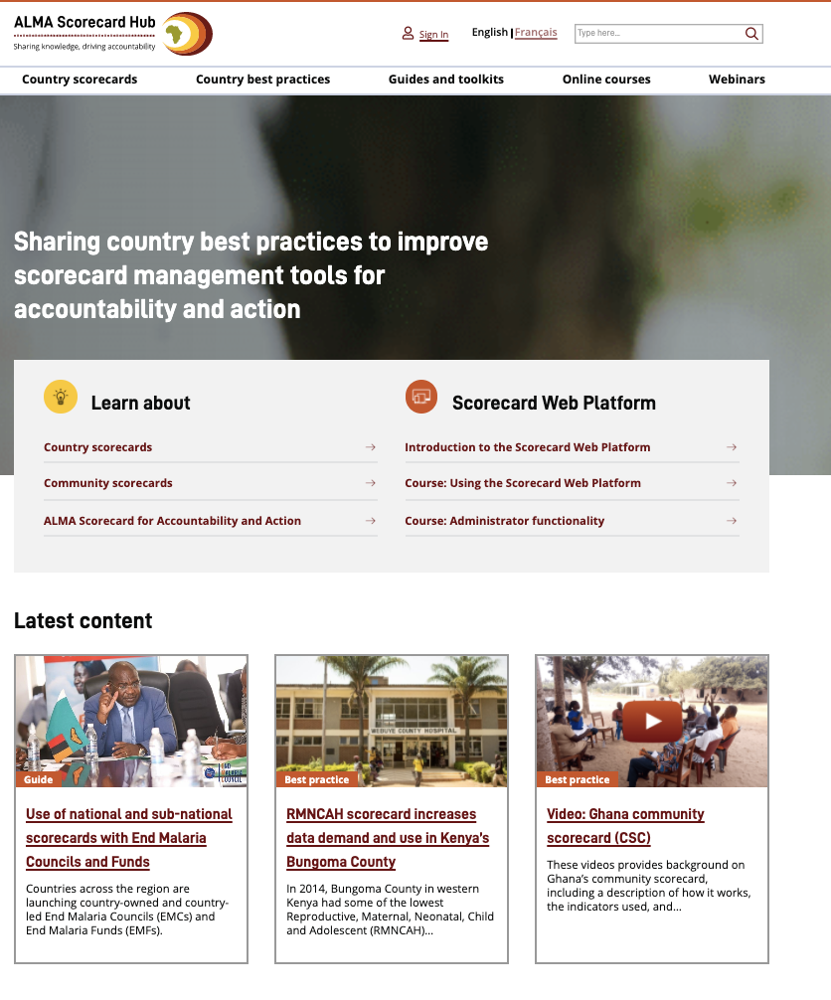 ALMA Scorecard Hub
Sharing knowledge, driving accountability
Sign In
English | Français
Type here...
Country scorecards
Country best practices
Guides and toolkits
Online courses
Webinars
Sharing country best practices to improve
scorecard management tools for
accountability and action
Learn about
Country scorecards
Community scorecards
ALMA Scorecard for Accountability and Action
Scorecard Web Platform
Introduction to the Scorecard Web Platform
Course: Using the Scorecard Web Platform
Course: Administrator functionality
Latest content
Guide
Use of national and sub-national
scorecards with End Malaria
Councils and Funds
Countries across the region are
launching country-owned and country-
led End Malaria Councils (EMCs) and
End Malaria Funds (EMFs).
WEBUYE COUNTY HOSPITAL
Best practice
RMNCAH scorecard increases
data demand and use in Kenya's
Bungoma County
In 2014, Bungoma County in western
Kenya had some of the lowest
Reproductive, Maternal, Neonatal, Child
and Adolescent (RMNCAH)...
Best practice
Video: Ghana community
scorecard (CSC)
These videos provides background on
Ghana's community scorecard,
including a description of how it works,
the indicators used, and...